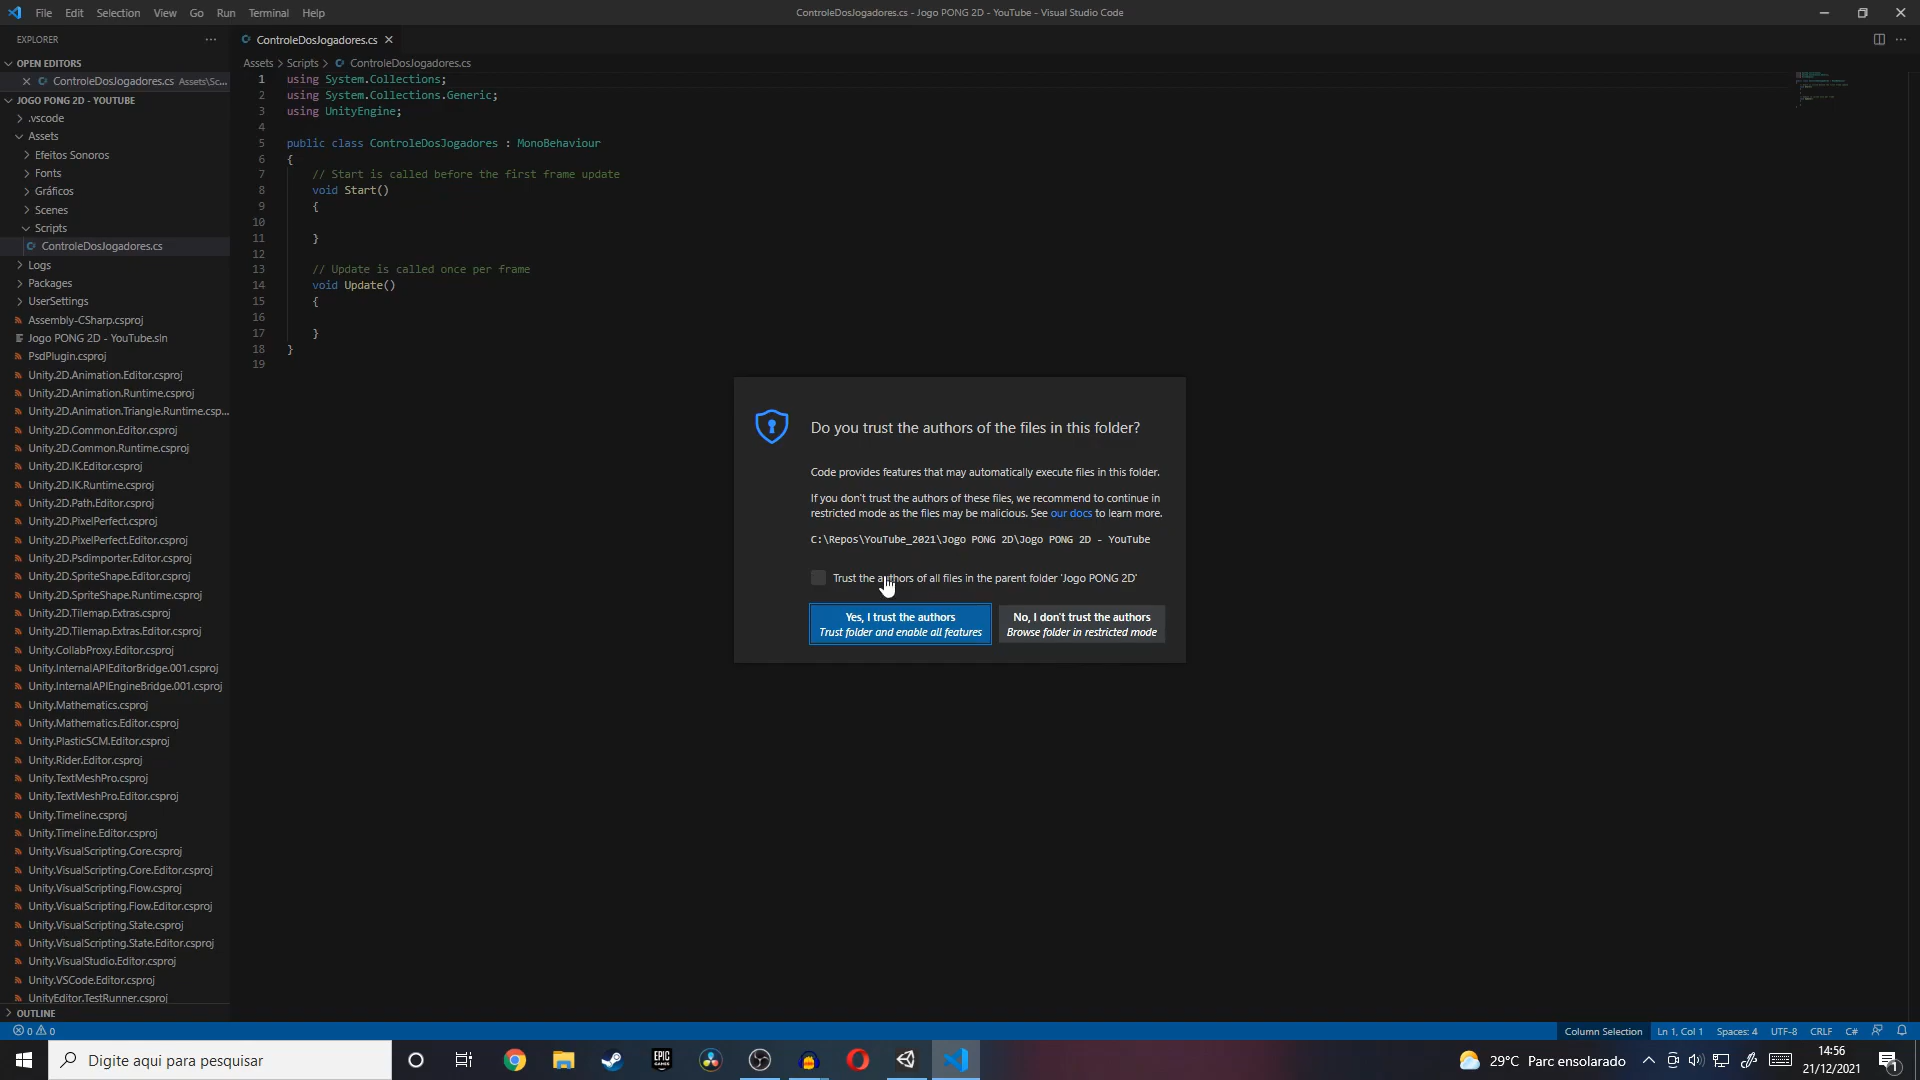 File Edit Selection View Go Run Terminal Help
ControleDosJogadores.cs - Jogo PONG 2D - YouTube - Visual Studio Code
EXPLORER
OPEN EDITORS
ControleDosJogadores.cs Assets\Sc...
JOGO PONG 2D - YOUTUBE
.vscode
Assets
Efeitos Sonoros
Fonts
Gráficos
Scenes
Scripts
ControleDosJogadores.cs
Logs
Packages
UserSettings
Assembly-CSharp.csproj
Jogo PONG 2D - YouTube.sln
PsdPlugin.csproj
Unity.2D.Animation.Editor.csproj
Unity.2D.Animation.Runtime.csproj
Unity.2D.Animation.Triangle.Runtime.csp...
Unity.2D.Common.Editor.csproj
Unity.2D.Common.Runtime.csproj
Unity.2D.IK.Editor.csproj
Unity.2D.IK.Runtime.csproj
Unity.2D.Path.Editor.csproj
Unity.2D.PixelPerfect.csproj
Unity.2D.PixelPerfect.Editor.csproj
Unity.2D.Psdimporter.Editor.csproj
Unity.2D.SpriteShape.Editor.csproj
Unity.2D.SpriteShape.Runtime.csproj
Unity.2D.Tilemap.Extras.csproj
Unity.2D.Tilemap.Extras.Editor.csproj
Unity.CollabProxy.Editor.csproj
Unity.InternalAPIEditorBridge.001.csproj
Unity.InternalAPIEngineBridge.001.csproj
Unity.Mathematics.csproj
Unity.Mathematics.Editor.csproj
Unity.PlasticSCM.Editor.csproj
Unity.Rider.Editor.csproj
Unity.TextMeshPro.csproj
Unity.TextMeshPro.Editor.csproj
Unity.Timeline.csproj
Unity.Timeline.Editor.csproj
Unity.VisualScripting.Core.csproj
Unity.VisualScripting.Core.Editor.csproj
Unity.VisualScripting.Flow.csproj
Unity.VisualScripting.Flow.Editor.csproj
Unity.VisualScripting.State.csproj
Unity.VisualScripting.State.Editor.csproj
Unity.VisualStudio.Editor.csproj
Unity.VSCode.Editor.csproj
UnityEditor.TestRunner.csproj
OUTLINE
ControleDosJogadores.cs
Assets > Scripts > ControleDosJogadores.cs
1 using System.Collections;
2 using System.Collections.Generic;
3 using UnityEngine;
4
5 public class ControleDosJogadores : MonoBehaviour
6 {
7 // Start is called before the first frame update
8 void Start()
9 {
10
11 }
12
13 // Update is called once per frame
14 void Update()
15 {
16
17 }
18 }
19
Do you trust the authors of the files in this folder?
Code provides features that may automatically execute files in this folder.
If you don't trust the authors of these files, we recommend to continue in
restricted mode as the files may be malicious. See our docs to learn more.
C:\Repos\YouTube_2021\Jogo PONG 2D\Jogo PONG 2D - YouTube
Trust the authors of all files in the parent folder 'Jogo PONG 2D'
Yes, I trust the authors
Trust folder and enable all features
No, I don't trust the authors
Browse folder in restricted mode
0 0
Column Selection Ln 1, Col 1 Spaces: 4 UTF-8 CRLF C#
Digite aqui para pesquisar
EPIC GAMES
29°C Parc ensolarado
14:56
21/12/2021
1